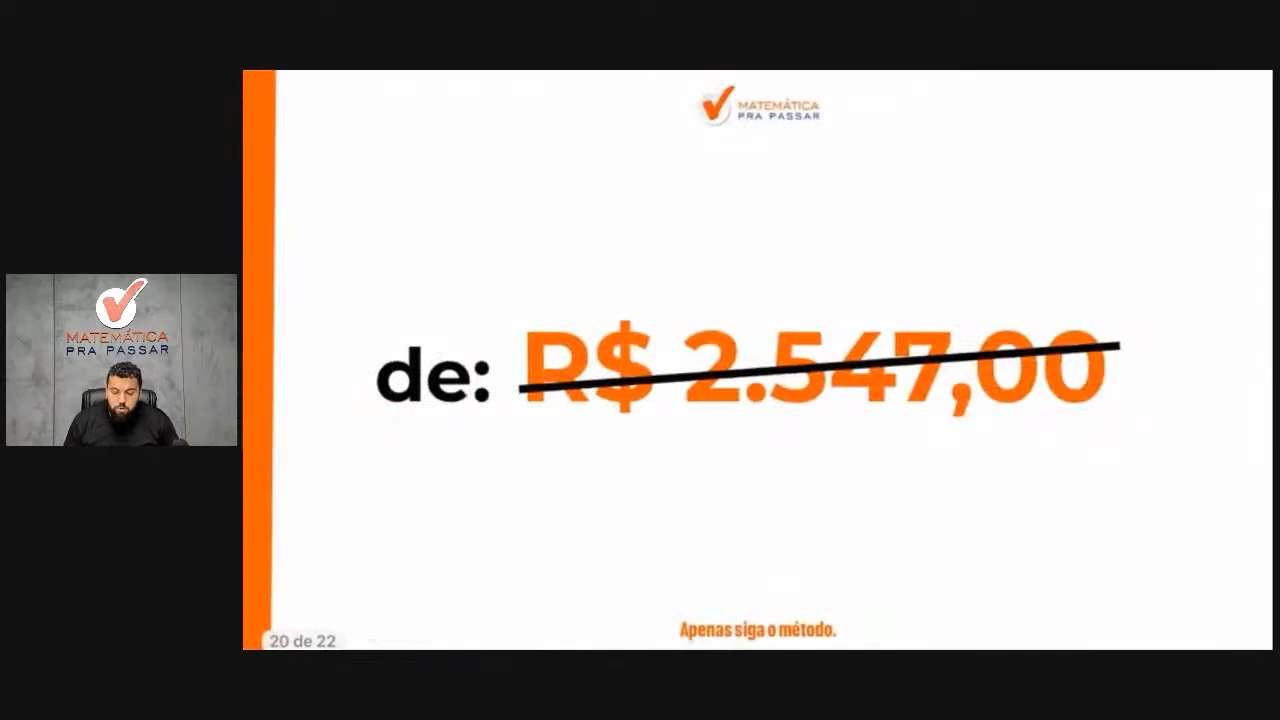 MATEMÁTICA
PRA PASSAR
de: R$ 2.547,00
MATEMÁTICA
PRA PASSAR
Apenas siga o método.
20 de 22